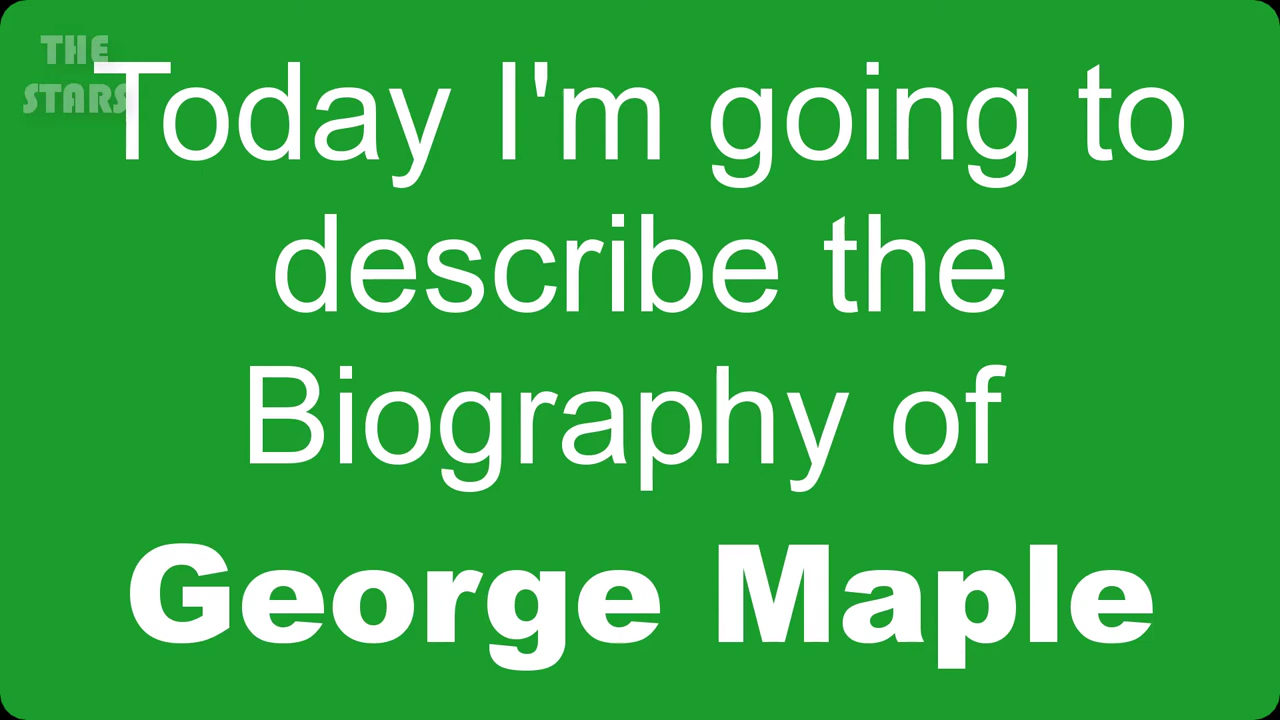 THE
STARS
Today I'm going to
describe the
Biography of
George Maple